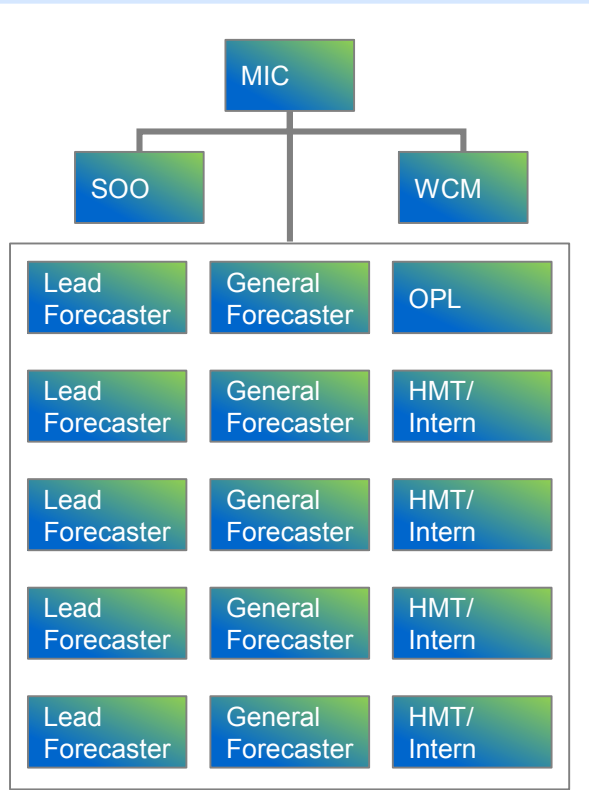 MIC
SOO
WCM
Lead
Forecaster
General
Forecaster
OPL
Lead
Forecaster
General
Forecaster
HMT/
Intern
Lead
Forecaster
General
Forecaster
HMT/
Intern
Lead
Forecaster
General
Forecaster
HMT/
Intern
Lead
Forecaster
General
Forecaster
HMT/
Intern